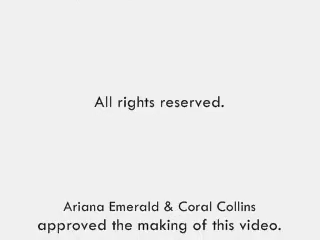 All rights reserved.
Ariana Emerald & Coral Collins
approved the making of this video.